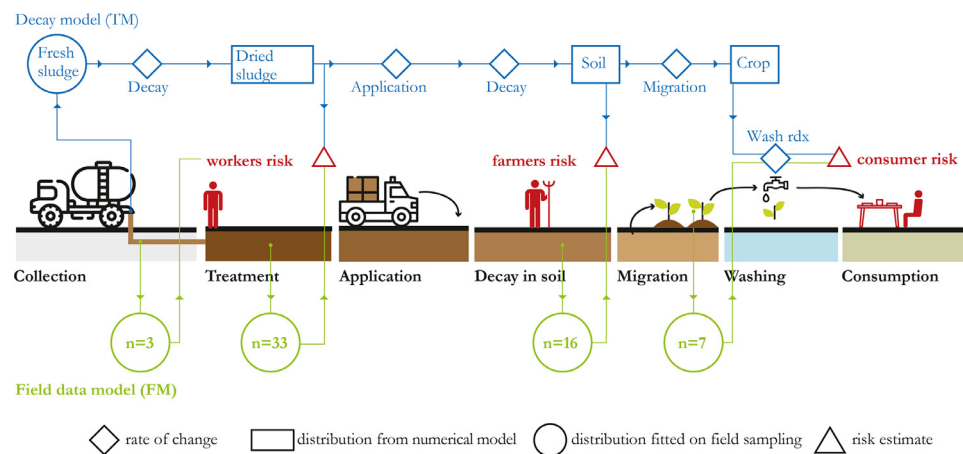 Decay model (TM)
Fresh
sludge
Decay
Dried
sludge
Application
Decay
Soil
Migration
Crop
Wash rdx
workers risk
farmers risk
consumer risk
Collection
Treatment
Application
Decay in soil
Migration
Washing
Consumption
n=3
n=33
n=16
n=7
Field data model (FM)
rate of change
distribution from numerical model
distribution fitted on field sampling
risk estimate